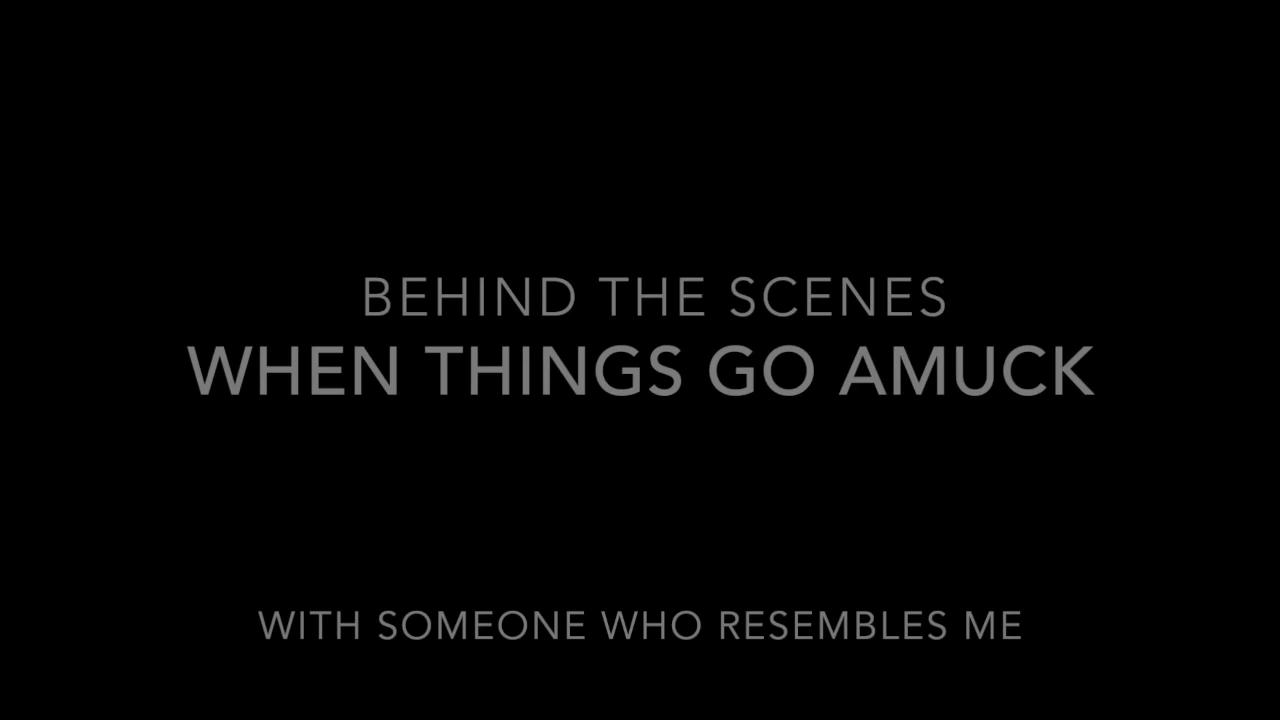 BEHIND THE SCENES
WHEN THINGS GO AMUCK
WITH SOMEONE WHO RESEMBLES ME